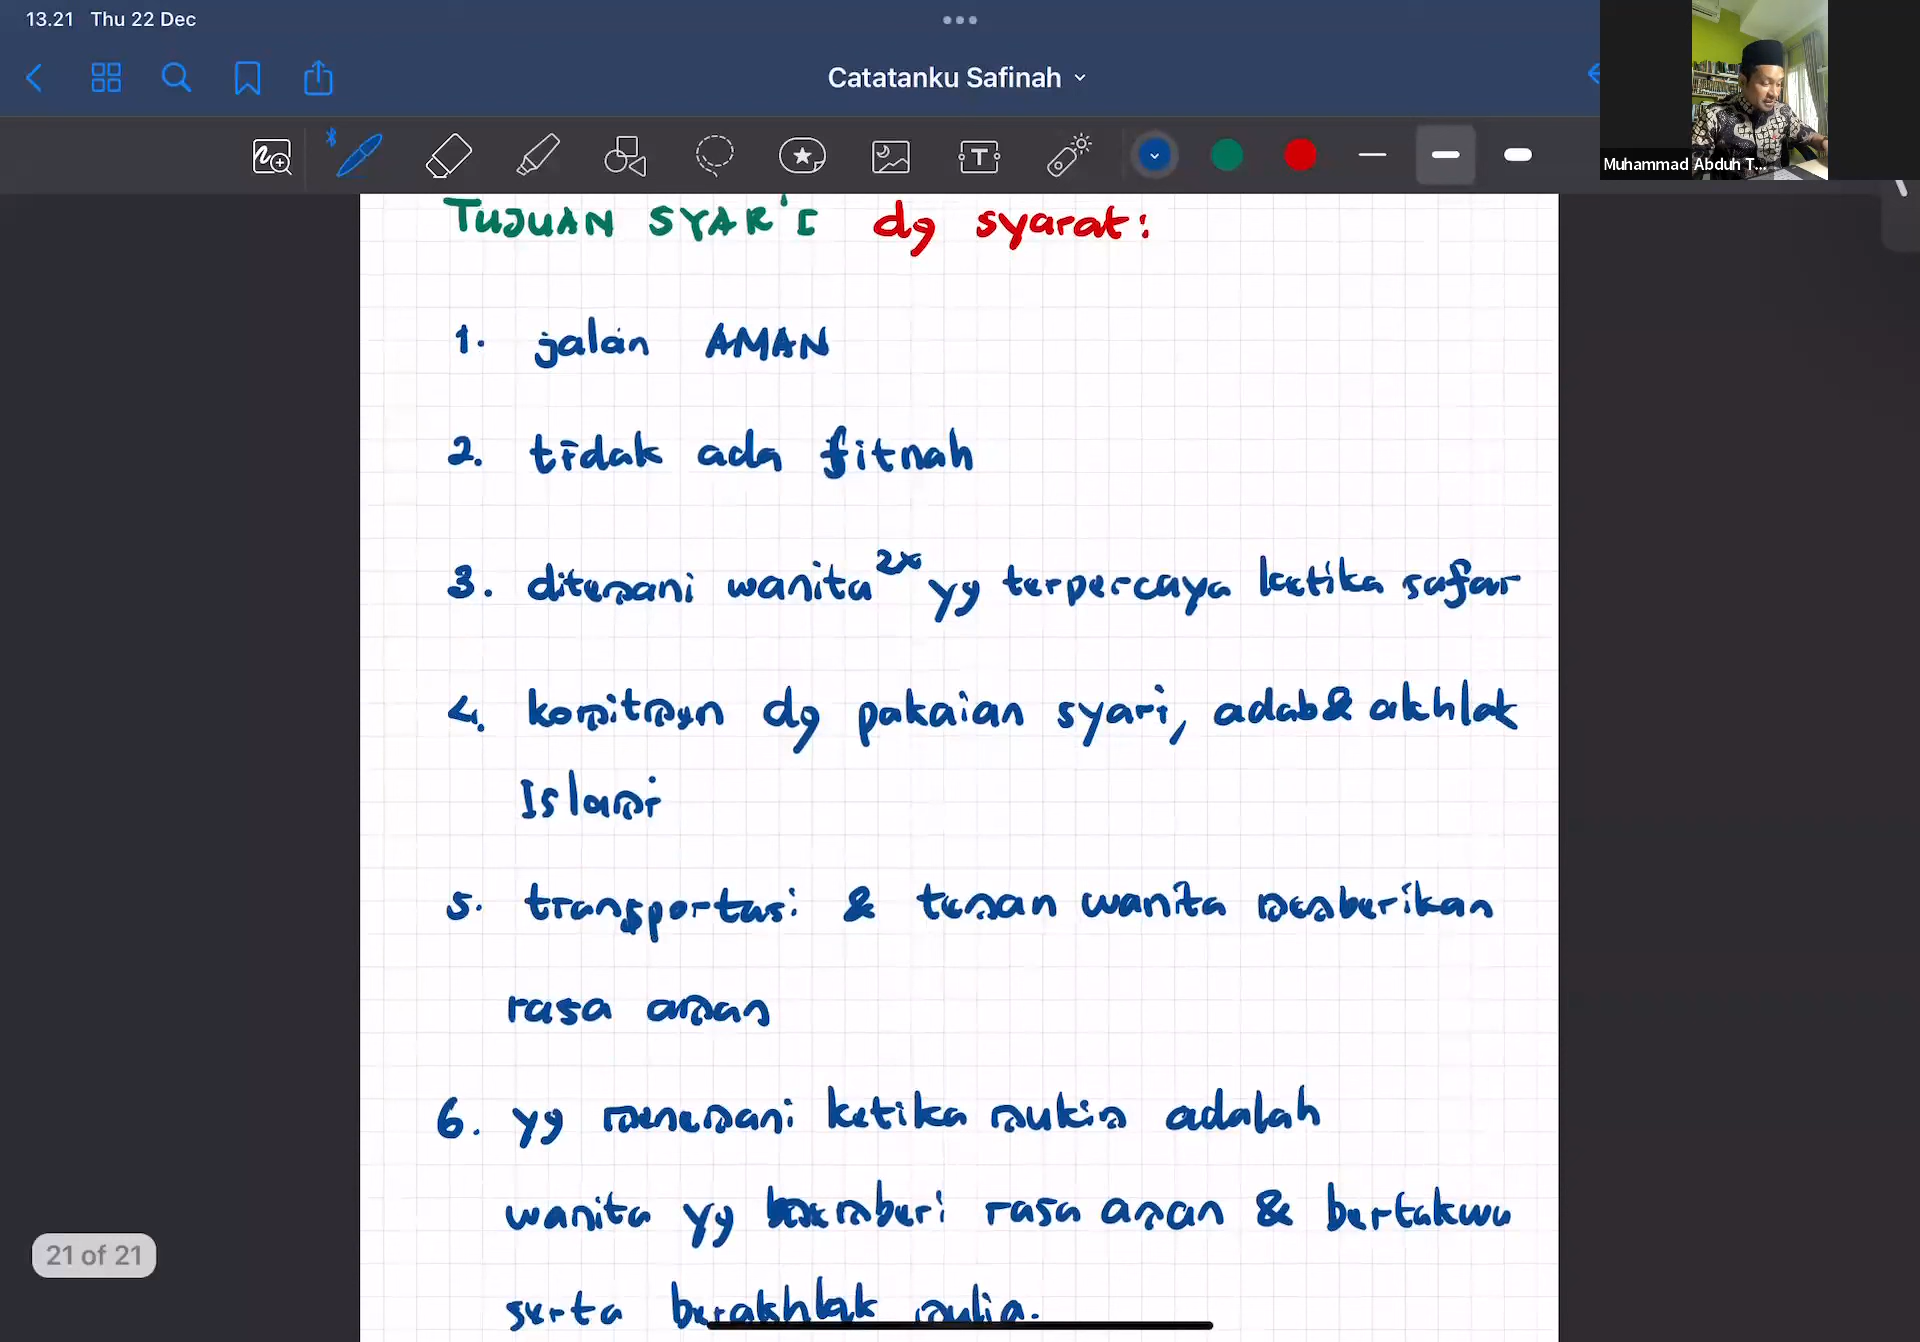 13.21 Thu 22 Dec
Catatanku Safinah
Muhammad Abduh T...
TUJUAN SYAR'I dg syarat:
1. jalan AMAN
2. tidak ada fitnah
3. ditemani wanita 2x yg terpercaya ketika safar
4. komitmen dg pakaian syari, adab & akhlak
Islami
5. transportasi & teman wanita memberikan
rasa aman
6. yg menemani ketika mukim adalah
wanita yg memberi rasa aman & bertakwa
serta berakhlak mulia.
21 of 21